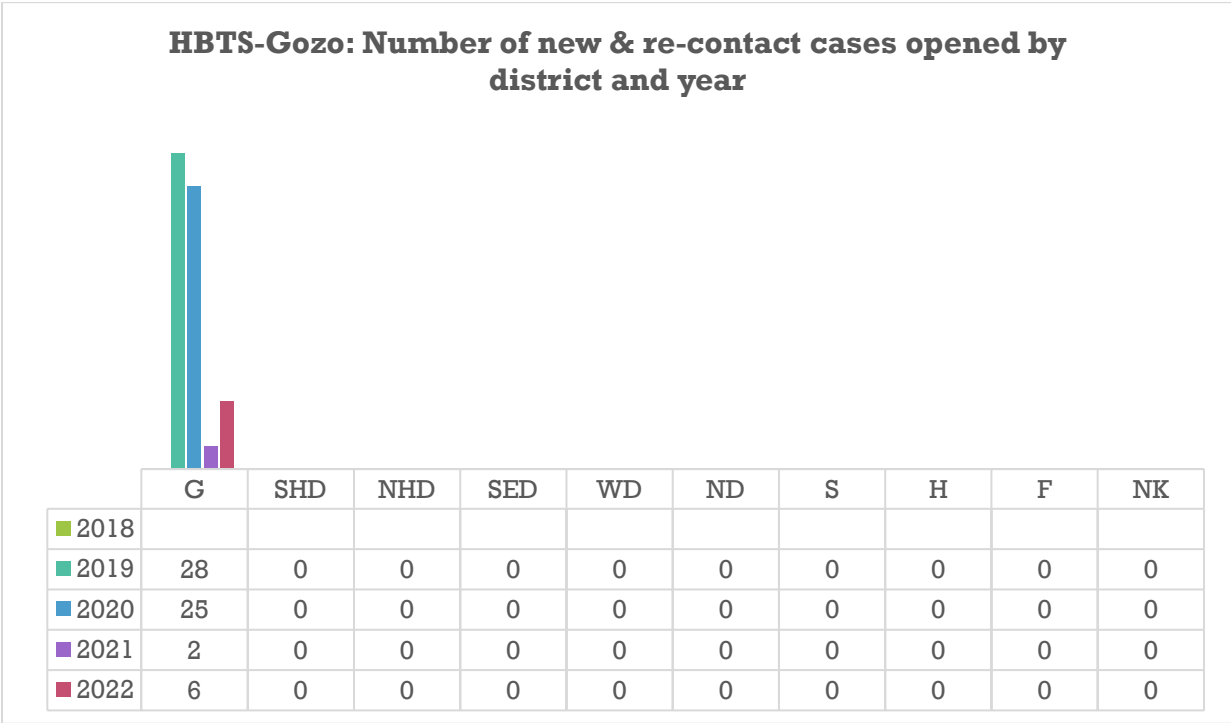 HBTS-Gozo: Number of new & re-contact cases opened by
district and year
G SHD NHD SED WD ND S H F NK
2018
2019 28 0 0 0 0 0 0 0 0 0
2020 25 0 0 0 0 0 0 0 0 0
2021 2 0 0 0 0 0 0 0 0 0
2022 6 0 0 0 0 0 0 0 0 0